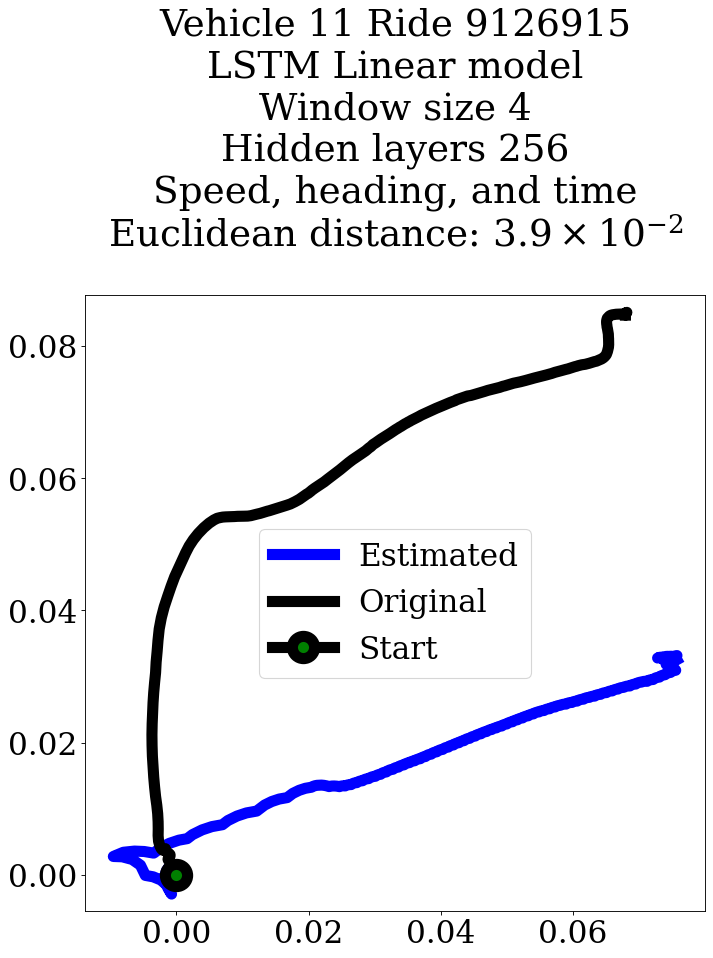 Vehicle 11 Ride 9126915
LSTM Linear model
Window size 4
Hidden layers 256
Speed, heading, and time
Euclidean distance: 3.9 × 10⁻²
0.08
0.06
0.04
0.02
0.00
Estimated
Original
Start
0.00 0.02 0.04 0.06